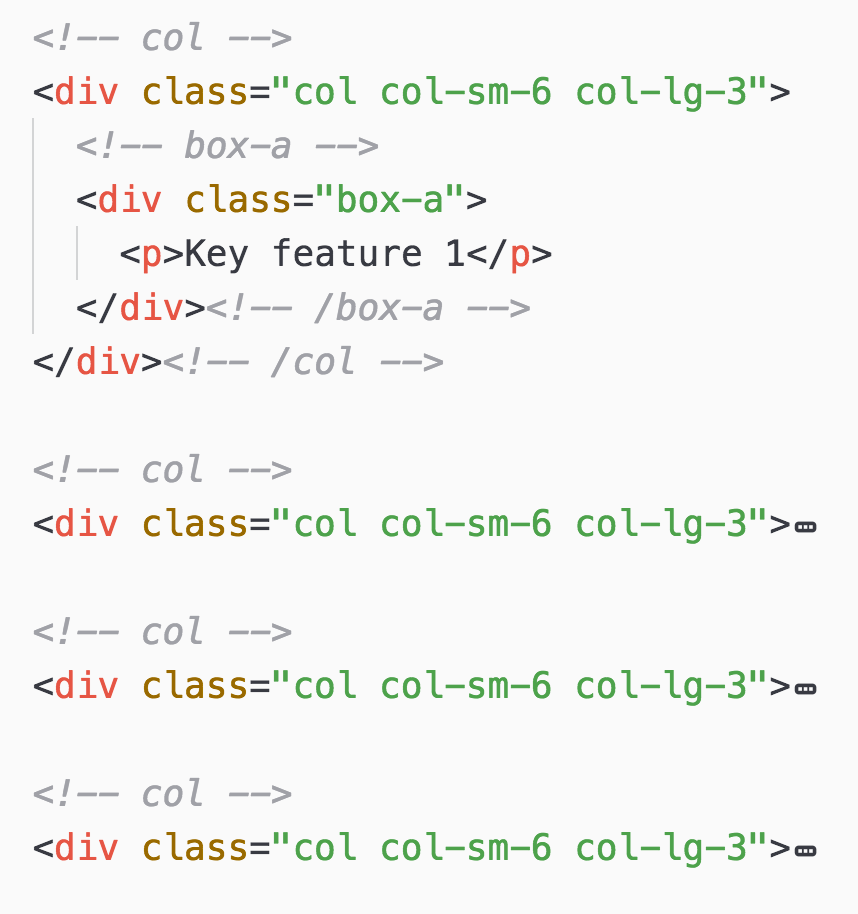 <!-- col -->
<div class="col col-sm-6 col-lg-3">
<!-- box-a -->
<div class="box-a">
<p>Key feature 1</p>
</div><!-- /box-a -->
</div><!-- /col -->
<!-- col -->
<div class="col col-sm-6 col-lg-3">
<!-- col -->
<div class="col col-sm-6 col-lg-3">
<!-- col -->
<div class="col col-sm-6 col-lg-3">